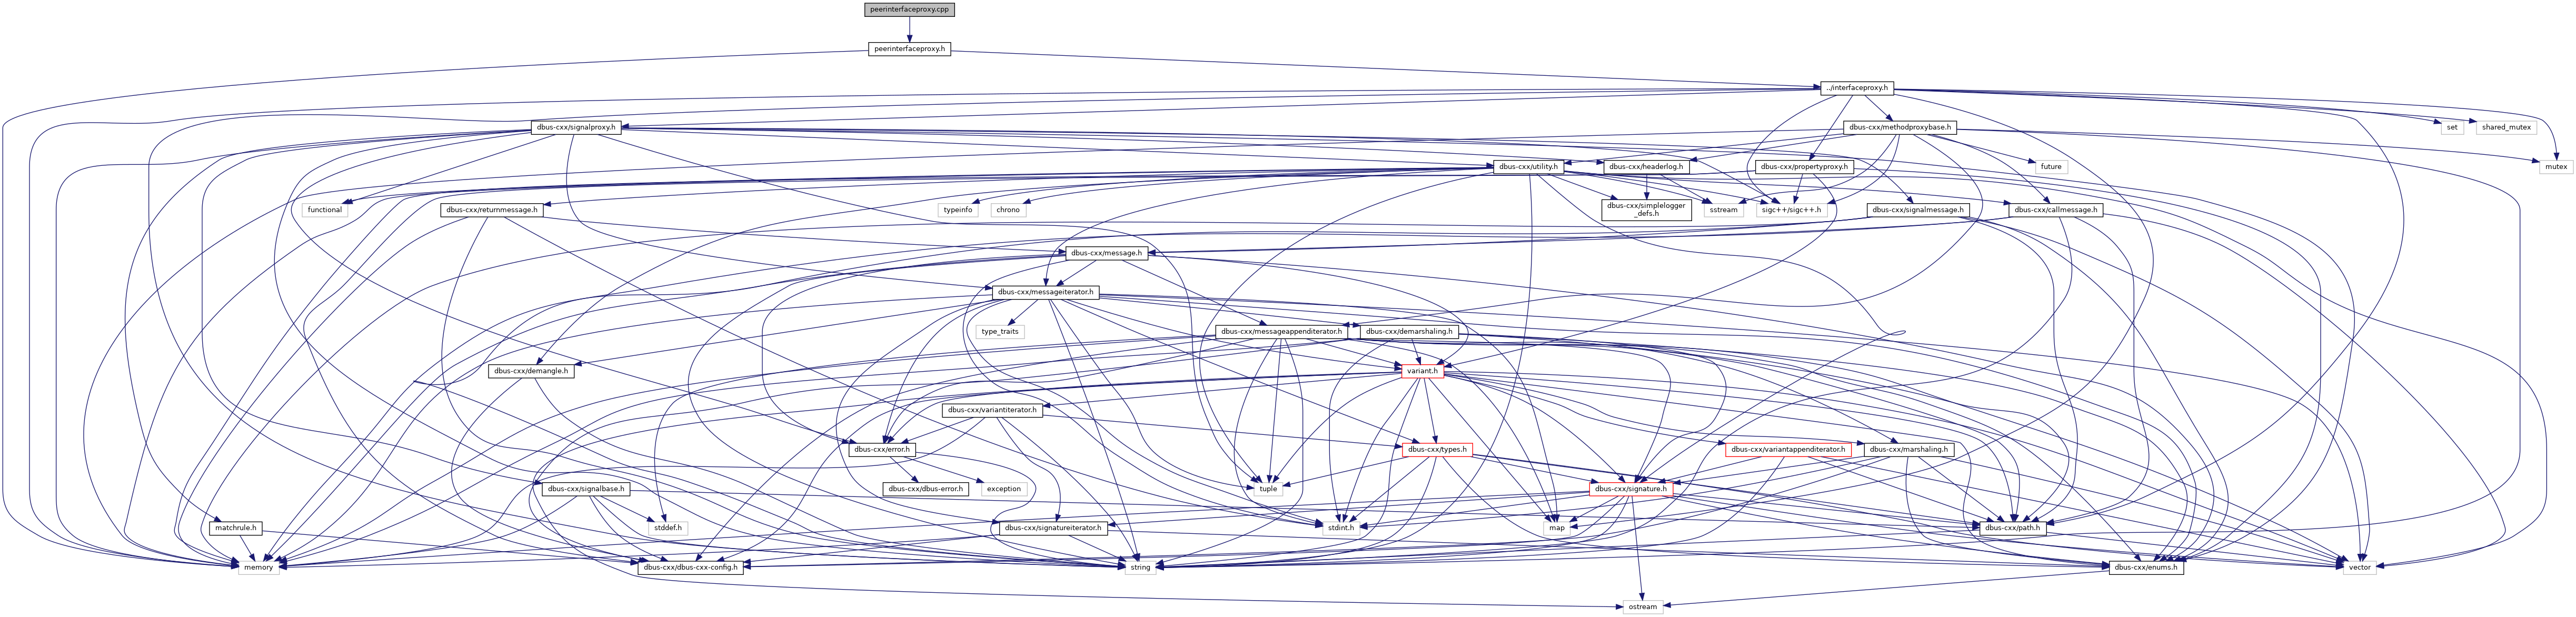 peerinterfaceproxy.cpp
peerinterfaceproxy.h
../interfaceproxy.h
dbus-cxx/signalproxy.h
dbus-cxx/methodproxybase.h
set
shared_mutex
dbus-cxx/utility.h
dbus-cxx/headerlog.h
dbus-cxx/propertyproxy.h
future
mutex
functional
dbus-cxx/returnmessage.h
typeinfo
chrono
dbus-cxx/simplelogger
_defs.h
sstream
sigc++/sigc++.h
dbus-cxx/signalmessage.h
dbus-cxx/callmessage.h
dbus-cxx/message.h
dbus-cxx/messageiterator.h
type_traits
dbus-cxx/messageappenditerator.h
dbus-cxx/demarshaling.h
dbus-cxx/demangle.h
variant.h
dbus-cxx/variantiterator.h
dbus-cxx/error.h
dbus-cxx/types.h
dbus-cxx/variantappenditerator.h
dbus-cxx/marshaling.h
dbus-cxx/signalbase.h
dbus-cxx/dbus-error.h
exception
tuple
dbus-cxx/signature.h
matchrule.h
stddef.h
dbus-cxx/signatureiterator.h
stdint.h
map
dbus-cxx/path.h
memory
dbus-cxx/dbus-cxx-config.h
string
dbus-cxx/enums.h
vector
ostream